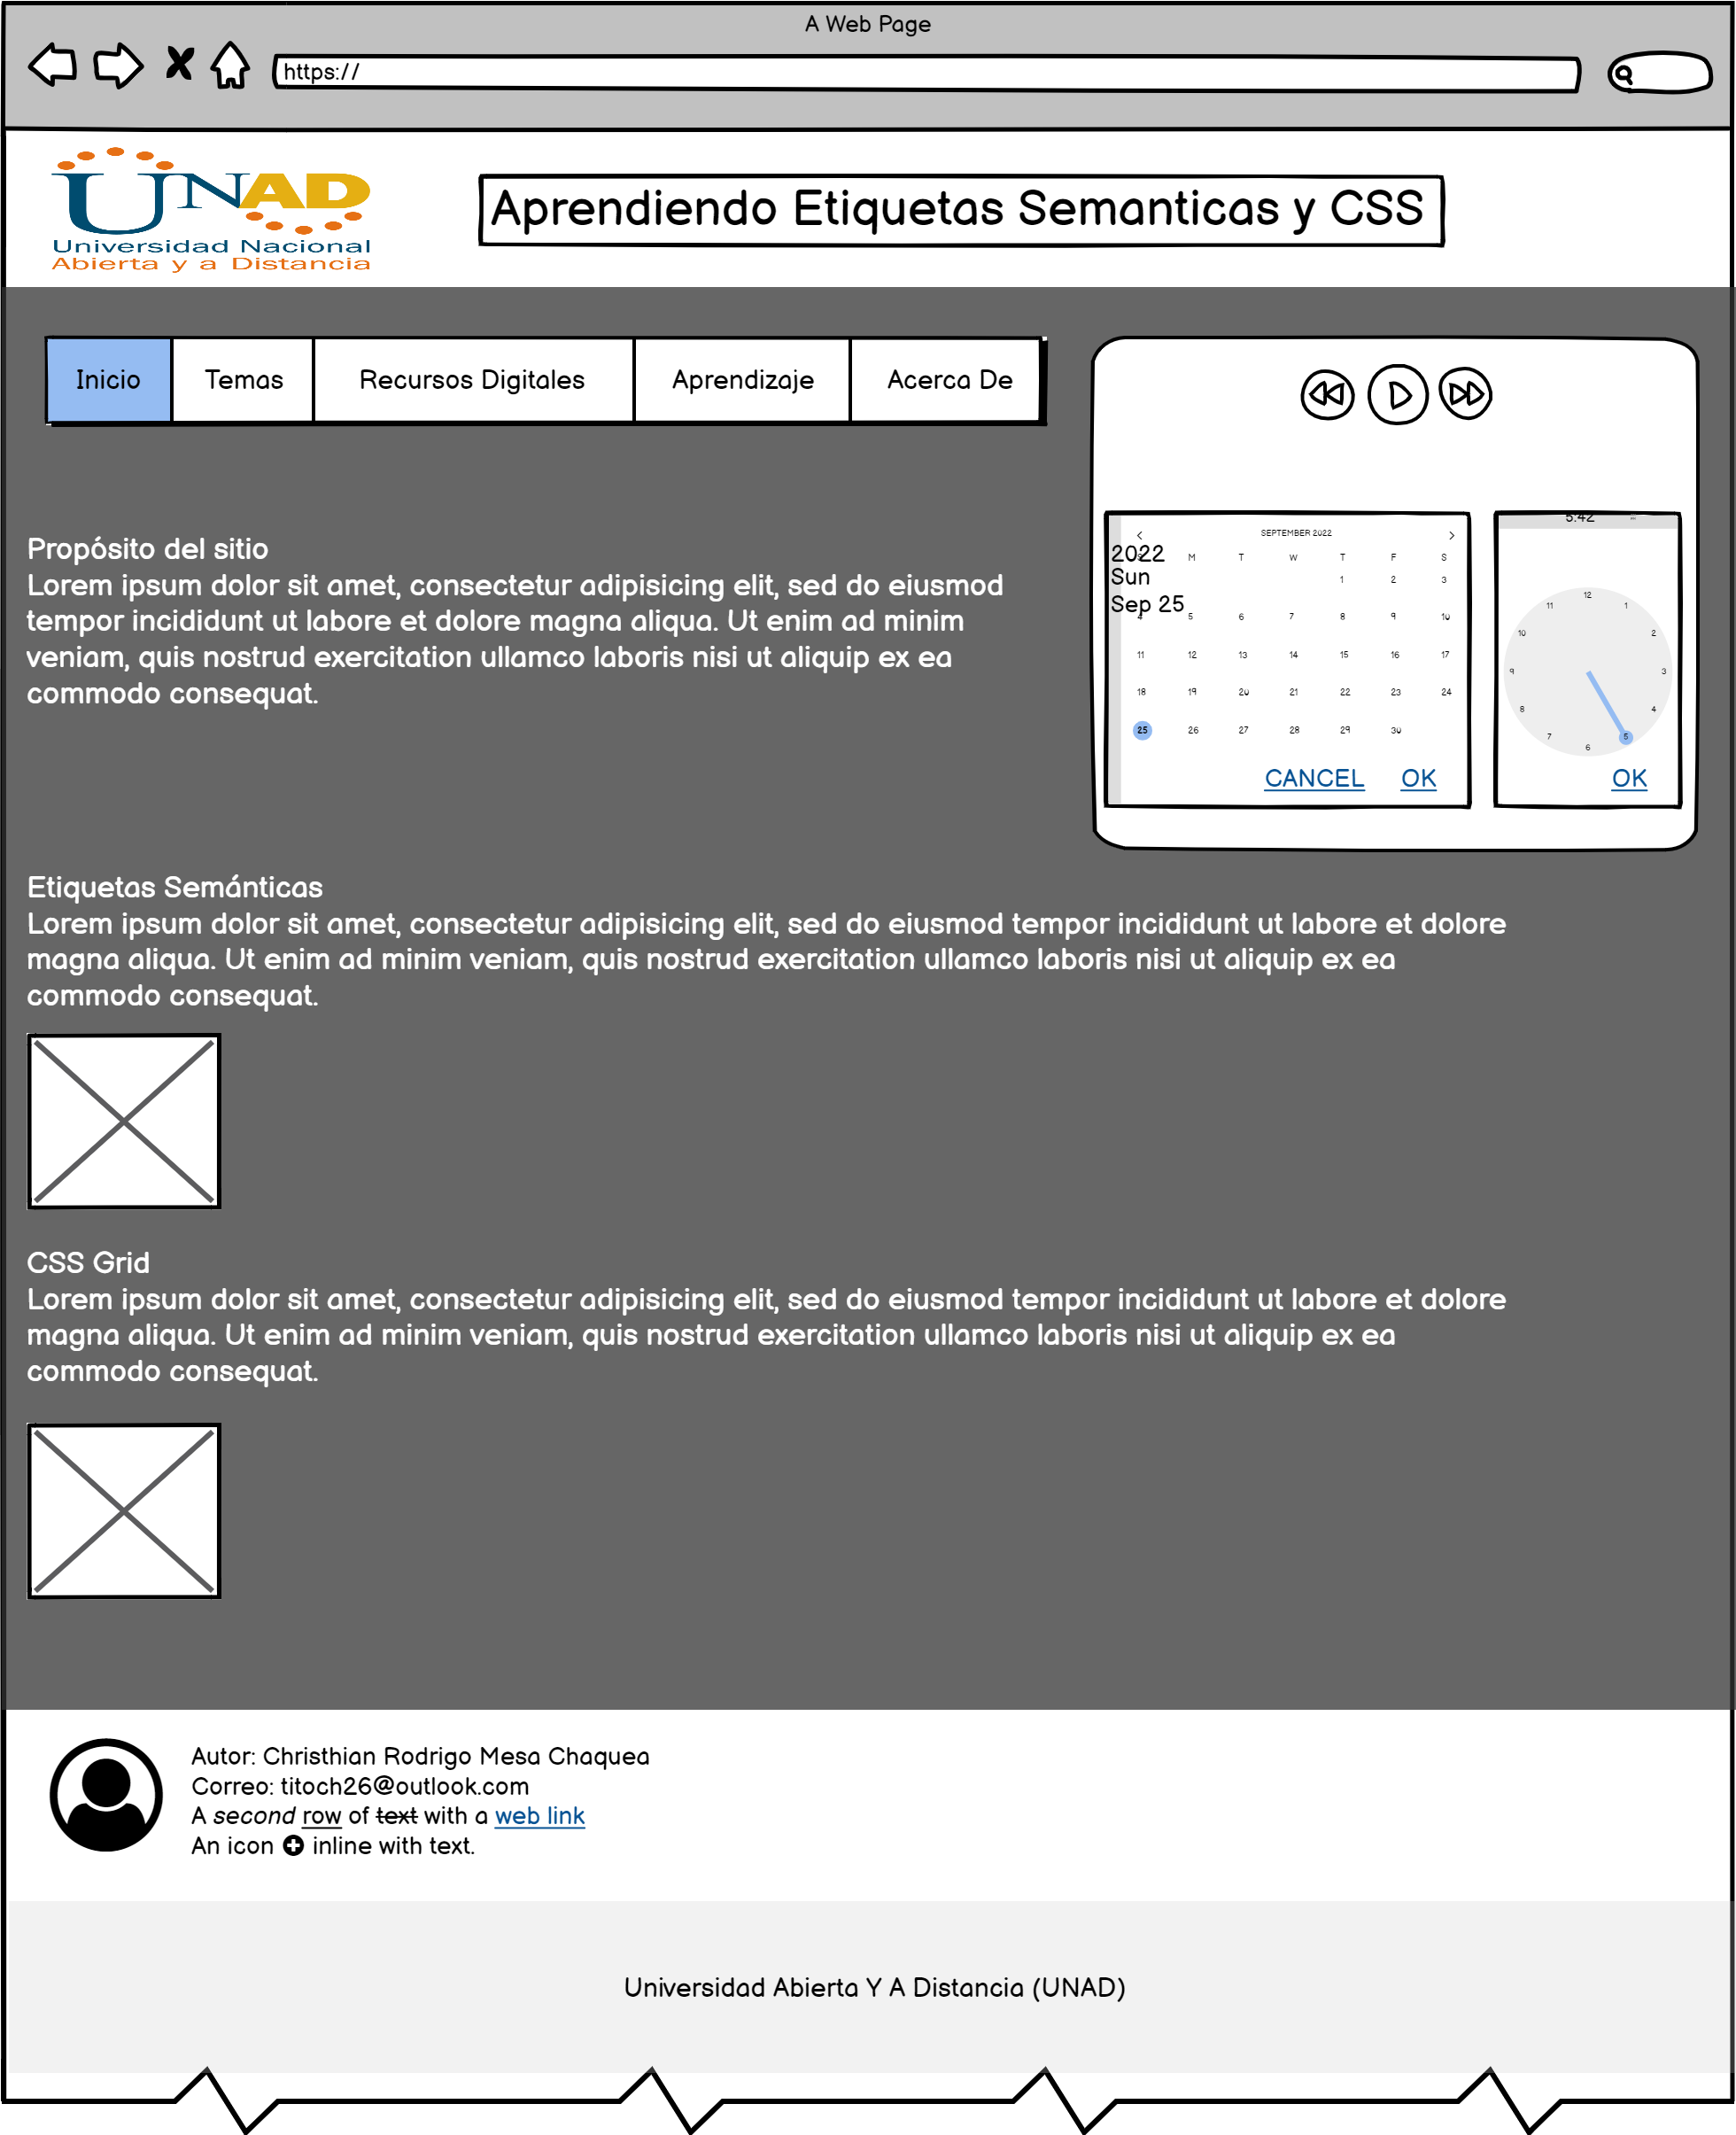 A Web Page
https://
UNAD
Universidad Nacional
Abierta y a Distancia
Aprendiendo Etiquetas Semanticas y CSS
Inicio Temas Recursos Digitales Aprendizaje Acerca De
Propósito del sitio
Lorem ipsum dolor sit amet, consectetur adipisicing elit, sed do eiusmod
tempor incididunt ut labore et dolore magna aliqua. Ut enim ad minim
veniam, quis nostrud exercitation ullamco laboris nisi ut aliquip ex ea
commodo consequat.
2022
Sun
Sep 25
SEPTEMBER 2022
S M T W T F S
1 2 3
4 5 6 7 8 9 10
11 12 13 14 15 16 17
18 19 20 21 22 23 24
25 26 27 28 29 30
CANCEL OK
5:42
12
11 1
10 2
9 3
8 4
7 5
6
OK
Etiquetas Semánticas
Lorem ipsum dolor sit amet, consectetur adipisicing elit, sed do eiusmod tempor incididunt ut labore et dolore
magna aliqua. Ut enim ad minim veniam, quis nostrud exercitation ullamco laboris nisi ut aliquip ex ea
commodo consequat.
CSS Grid
Lorem ipsum dolor sit amet, consectetur adipisicing elit, sed do eiusmod tempor incididunt ut labore et dolore
magna aliqua. Ut enim ad minim veniam, quis nostrud exercitation ullamco laboris nisi ut aliquip ex ea
commodo consequat.
Autor: Christhian Rodrigo Mesa Chaquea
Correo: titoch26@outlook.com
A second row of text with a web link
An icon inline with text.
Universidad Abierta Y A Distancia (UNAD)